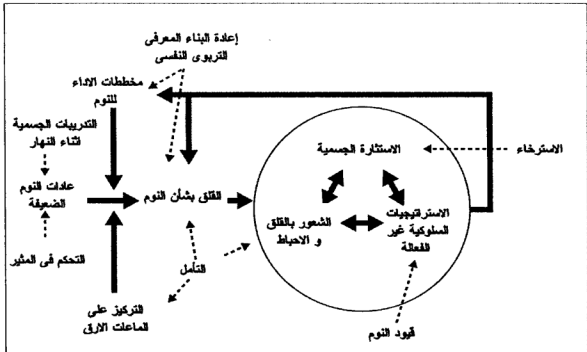 إعادة البناء المعرفى
التربوى النفسى
مخططات الاداء
للنوم
التدريبات الجسمية
اثناء النهار
الاستثارة الجسمية
الاسترخاء
عادات النوم
الضعيفة
القلق بشأن النوم
الشعور بالقلق
و الاحباط
الاسترقيجيات
السلوكية غير
الفعالة
التحكم فى المثير
التأمل
التركيز على
الماعات الارق
قيود النوم